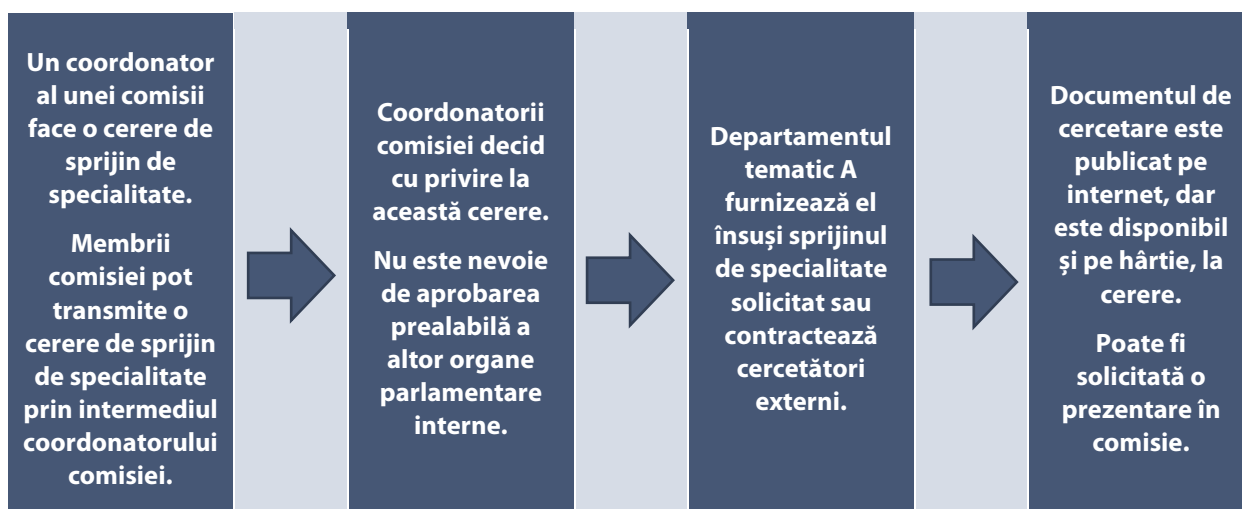 Un coordonator
al unei comisii
face o cerere de
sprijin de
specialitate.
Membrii
comisiei pot
transmite o
cerere de sprijin
de specialitate
prin intermediul
coordonatorului
comisiei.
Coordonatorii
comisiei decid
cu privire la
această cerere.
Nu este nevoie
de aprobarea
prealabilă a
altor organe
parlamentare
interne.
Departamentul
tematic A
furnizează el
însuși sprijinul
de specialitate
solicitat sau
contractează
cercetători
externi.
Documentul de
cercetare este
publicat pe
internet, dar
este disponibil
și pe hârtie, la
cerere.
Poate fi
solicitată o
prezentare în
comisie.